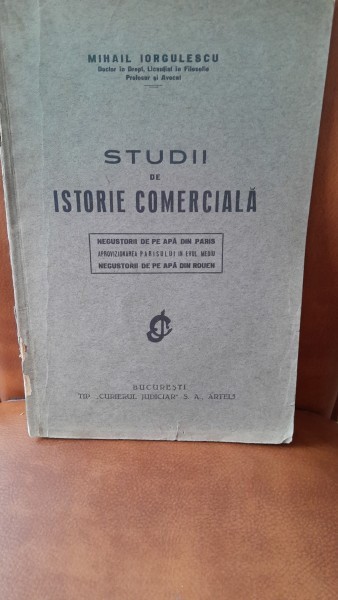 MIHAIL IORGULESCU
Doctor în Drept, Licențiat în Filosofie
Profesor și Avocat
STUDII
DE
ISTORIE COMERCIALĂ
NEGUSTORII DE PE APĂ DIN PARIS
APROVIZIONAREA PARISULUI IN EVUL MEDIU
NEGUSTORII DE PE APĂ DIN ROUEN
BUCUREȘTI
TIP. „CURIERUL JUDICIAR" S. A.